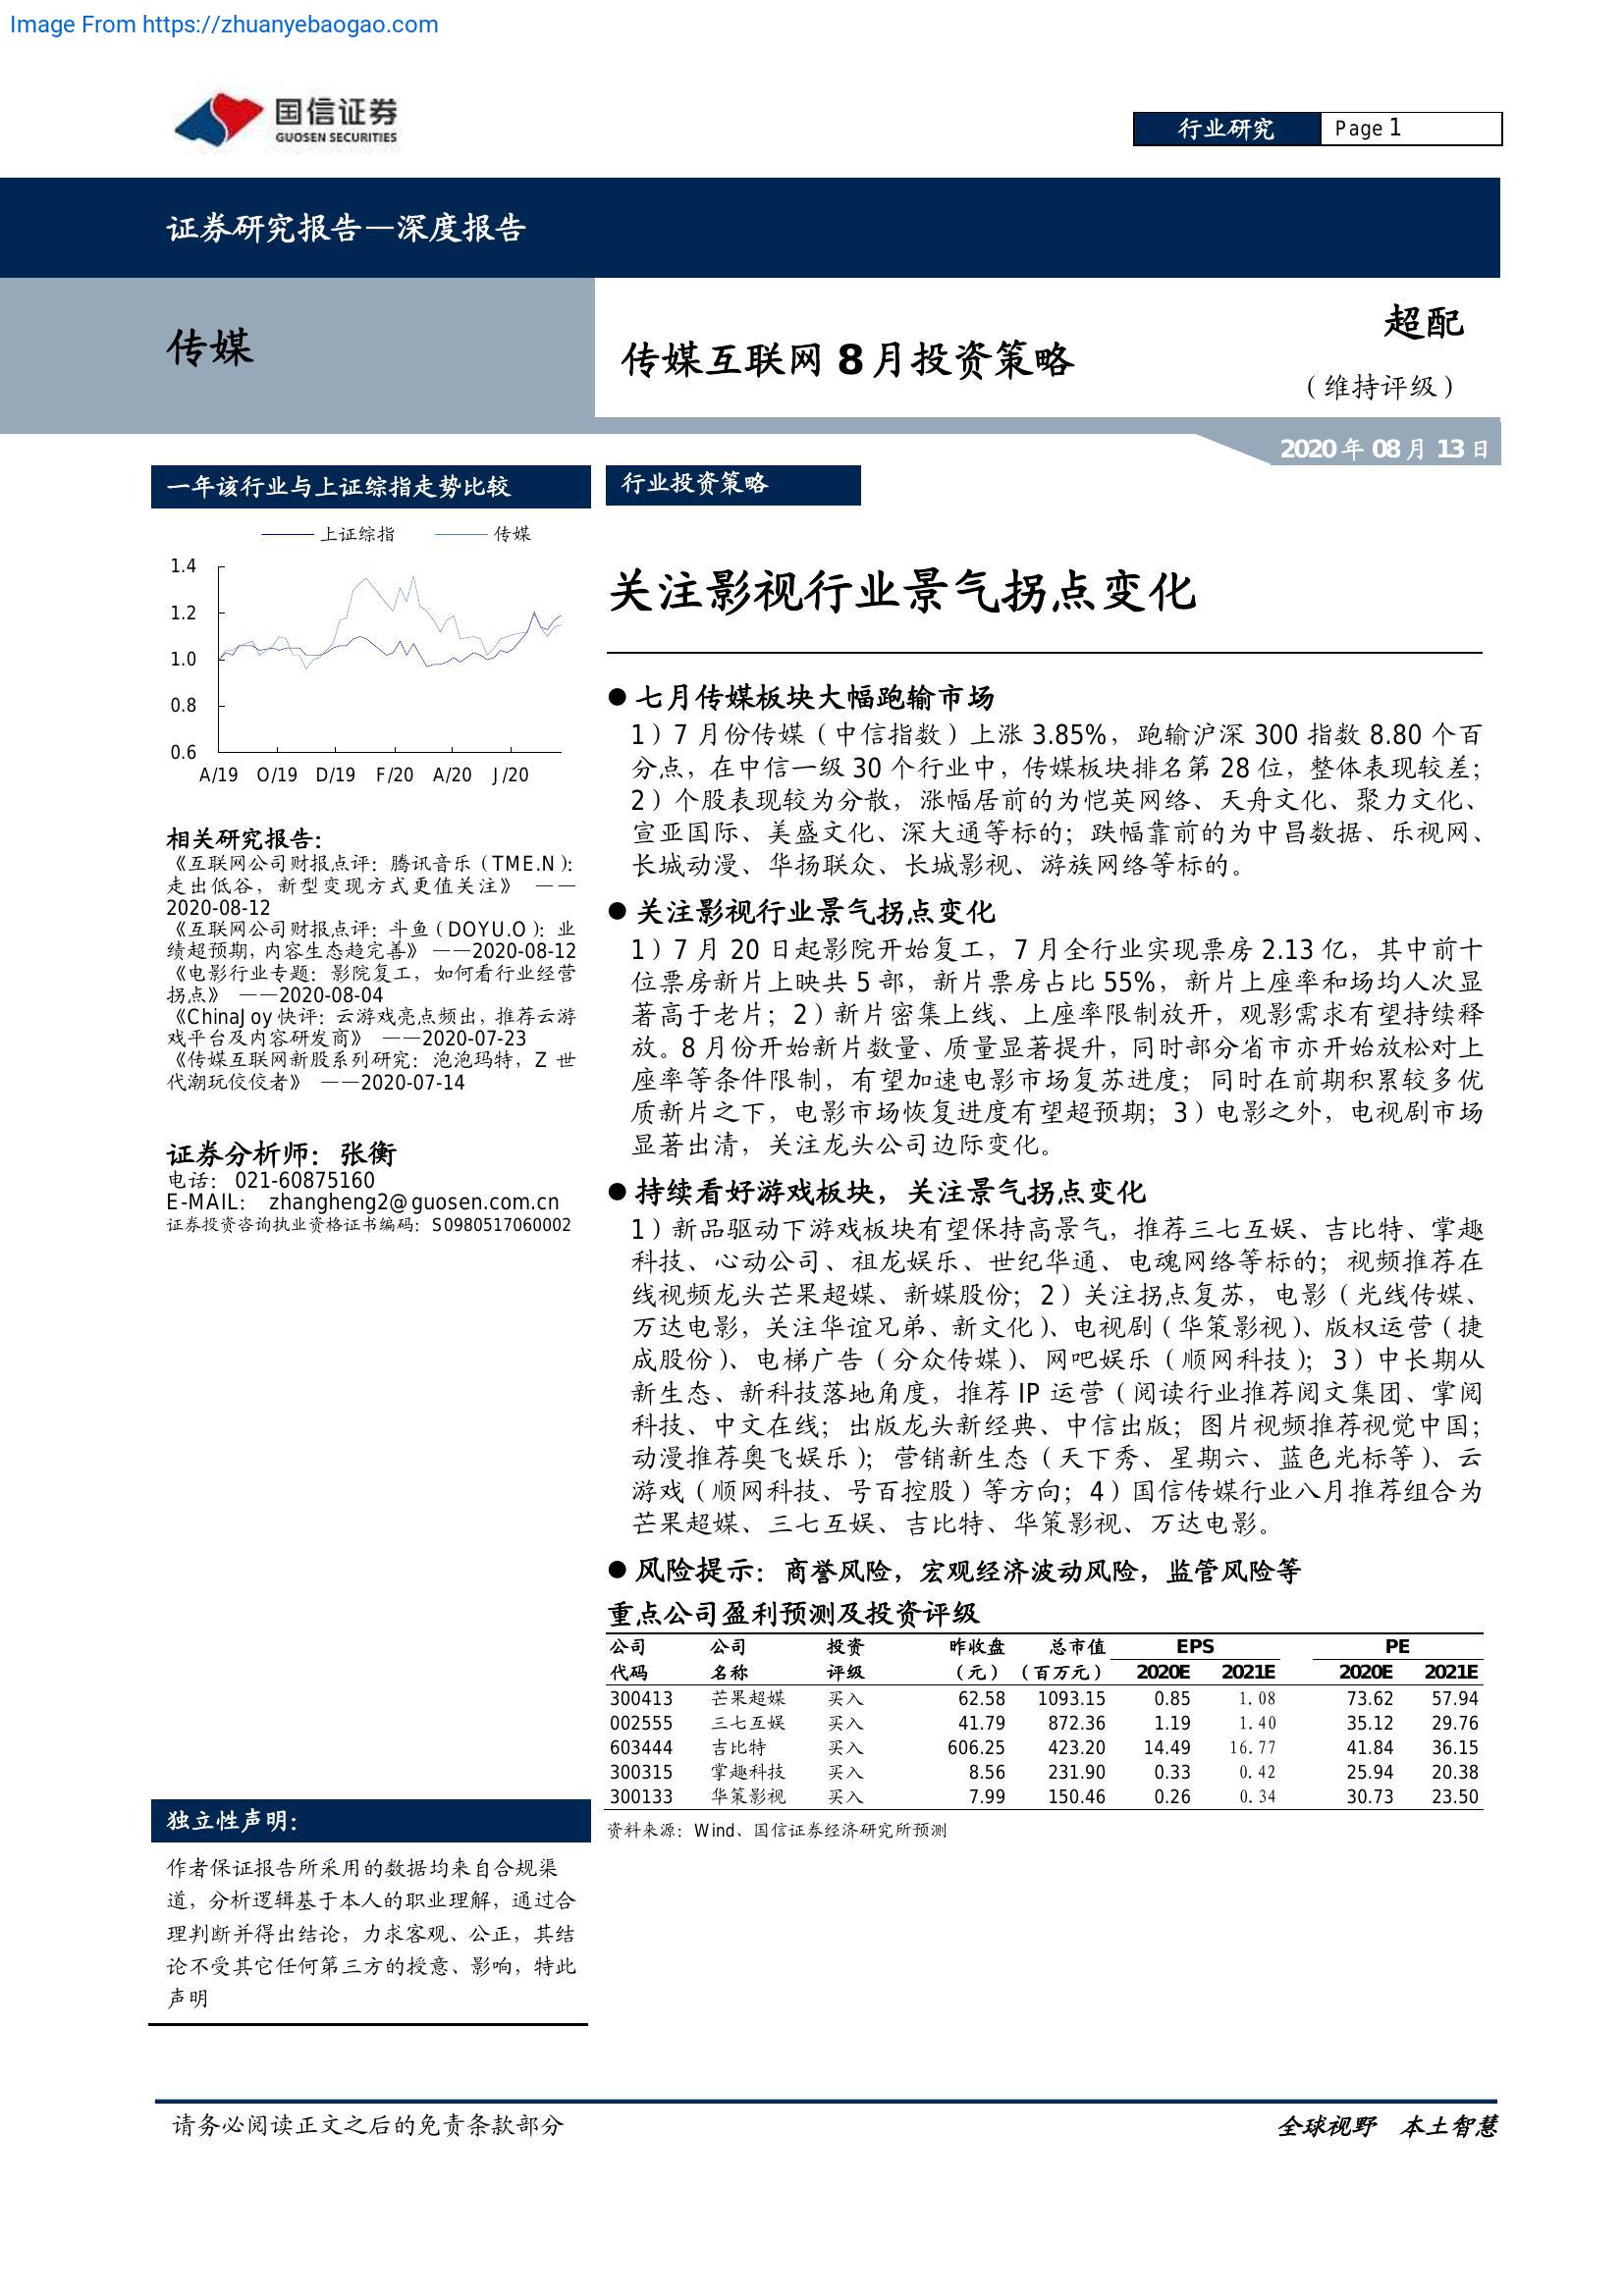 Image From https://zhuanyebaogao.com
国信证券
GUOSEN SECURITIES
行业研究
Page 1
证券研究报告—深度报告
传媒
传媒互联网 8 月投资策略
超配
（维持评级）
2020 年 08 月 13 日
一年该行业与上证综指走势比较
上证综指 传媒
1.4
1.2
1.0
0.8
0.6
A/19 O/19 D/19 F/20 A/20 J/20
相关研究报告：
《互联网公司财报点评：腾讯音乐（TME.N）：
走出低谷，新型变现方式更值关注》 ——
2020-08-12
《互联网公司财报点评：斗鱼（DOYU.O）：业
绩超预期，内容生态趋完善》 ——2020-08-12
《电影行业专题：影院复工，如何看行业经营
拐点》 ——2020-08-04
《ChinaJoy 快评：云游戏亮点频出，推荐云游
戏平台及内容研发商》 ——2020-07-23
《传媒互联网新股系列研究：泡泡玛特，Z 世
代潮玩佼佼者》 ——2020-07-14
证券分析师：张衡
电话： 021-60875160
E-MAIL： zhangheng2@guosen.com.cn
证券投资咨询执业资格证书编码：S0980517060002
独立性声明：
作者保证报告所采用的数据均来自合规渠
道，分析逻辑基于本人的职业理解，通过合
理判断并得出结论，力求客观、公正，其结
论不受其它任何第三方的授意、影响，特此
声明
行业投资策略
关注影视行业景气拐点变化
● 七月传媒板块大幅跑输市场
1）7 月份传媒（中信指数）上涨 3.85%，跑输沪深 300 指数 8.80 个百
分点，在中信一级 30 个行业中，传媒板块排名第 28 位，整体表现较差；
2）个股表现较为分散，涨幅居前的为恺英网络、天舟文化、聚力文化、
宣亚国际、美盛文化、深大通等标的；跌幅靠前的为中昌数据、乐视网、
长城动漫、华扬联众、长城影视、游族网络等标的。
● 关注影视行业景气拐点变化
1）7 月 20 日起影院开始复工，7 月全行业实现票房 2.13 亿，其中前十
位票房新片上映共 5 部，新片票房占比 55%，新片上座率和场均人次显
著高于老片；2）新片密集上线、上座率限制放开，观影需求有望持续释
放。8 月份开始新片数量、质量显著提升，同时部分省市亦开始放松对上
座率等条件限制，有望加速电影市场复苏进度；同时在前期积累较多优
质新片之下，电影市场恢复进度有望超预期；3）电影之外，电视剧市场
显著出清，关注龙头公司边际变化。
● 持续看好游戏板块，关注景气拐点变化
1）新品驱动下游戏板块有望保持高景气，推荐三七互娱、吉比特、掌趣
科技、心动公司、祖龙娱乐、世纪华通、电魂网络等标的；视频推荐在
线视频龙头芒果超媒、新媒股份；2）关注拐点复苏，电影（光线传媒、
万达电影，关注华谊兄弟、新文化）、电视剧（华策影视）、版权运营（捷
成股份）、电梯广告（分众传媒）、网吧娱乐（顺网科技）；3）中长期从
新生态、新科技落地角度，推荐 IP 运营（阅读行业推荐阅文集团、掌阅
科技、中文在线；出版龙头新经典、中信出版；图片视频推荐视觉中国；
动漫推荐奥飞娱乐）；营销新生态（天下秀、星期六、蓝色光标等）、云
游戏（顺网科技、号百控股）等方向；4）国信传媒行业八月推荐组合为
芒果超媒、三七互娱、吉比特、华策影视、万达电影。
● 风险提示：商誉风险，宏观经济波动风险，监管风险等
重点公司盈利预测及投资评级
公司 公司 投资 昨收盘 总市值 EPS PE
代码 名称 评级 （元） （百万元） 2020E 2021E 2020E 2021E
300413 芒果超媒 买入 62.58 1093.15 0.85 1.08 73.62 57.94
002555 三七互娱 买入 41.79 872.36 1.19 1.40 35.12 29.76
603444 吉比特 买入 606.25 423.20 14.49 16.77 41.84 36.15
300315 掌趣科技 买入 8.56 231.90 0.33 0.42 25.94 20.38
300133 华策影视 买入 7.99 150.46 0.26 0.34 30.73 23.50
资料来源：Wind、国信证券经济研究所预测
请务必阅读正文之后的免责条款部分
全球视野 本土智慧